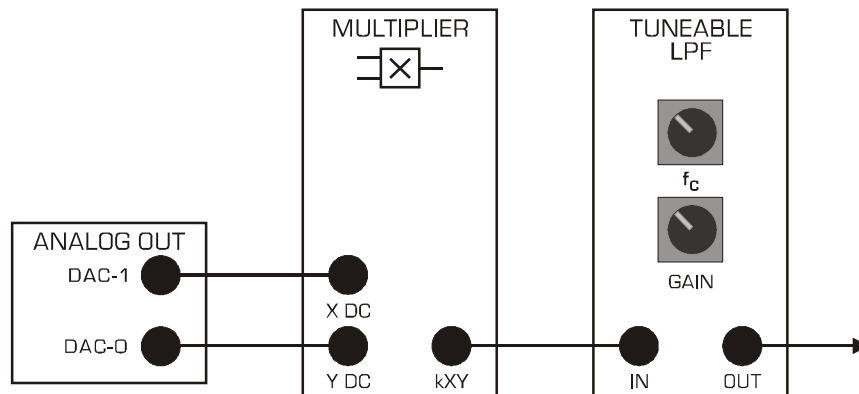 MULTIPLIER
TUNEABLE
LPF
fC
GAIN
ANALOG OUT
DAC-1
X DC
DAC-0
Y DC
kXY
IN
OUT